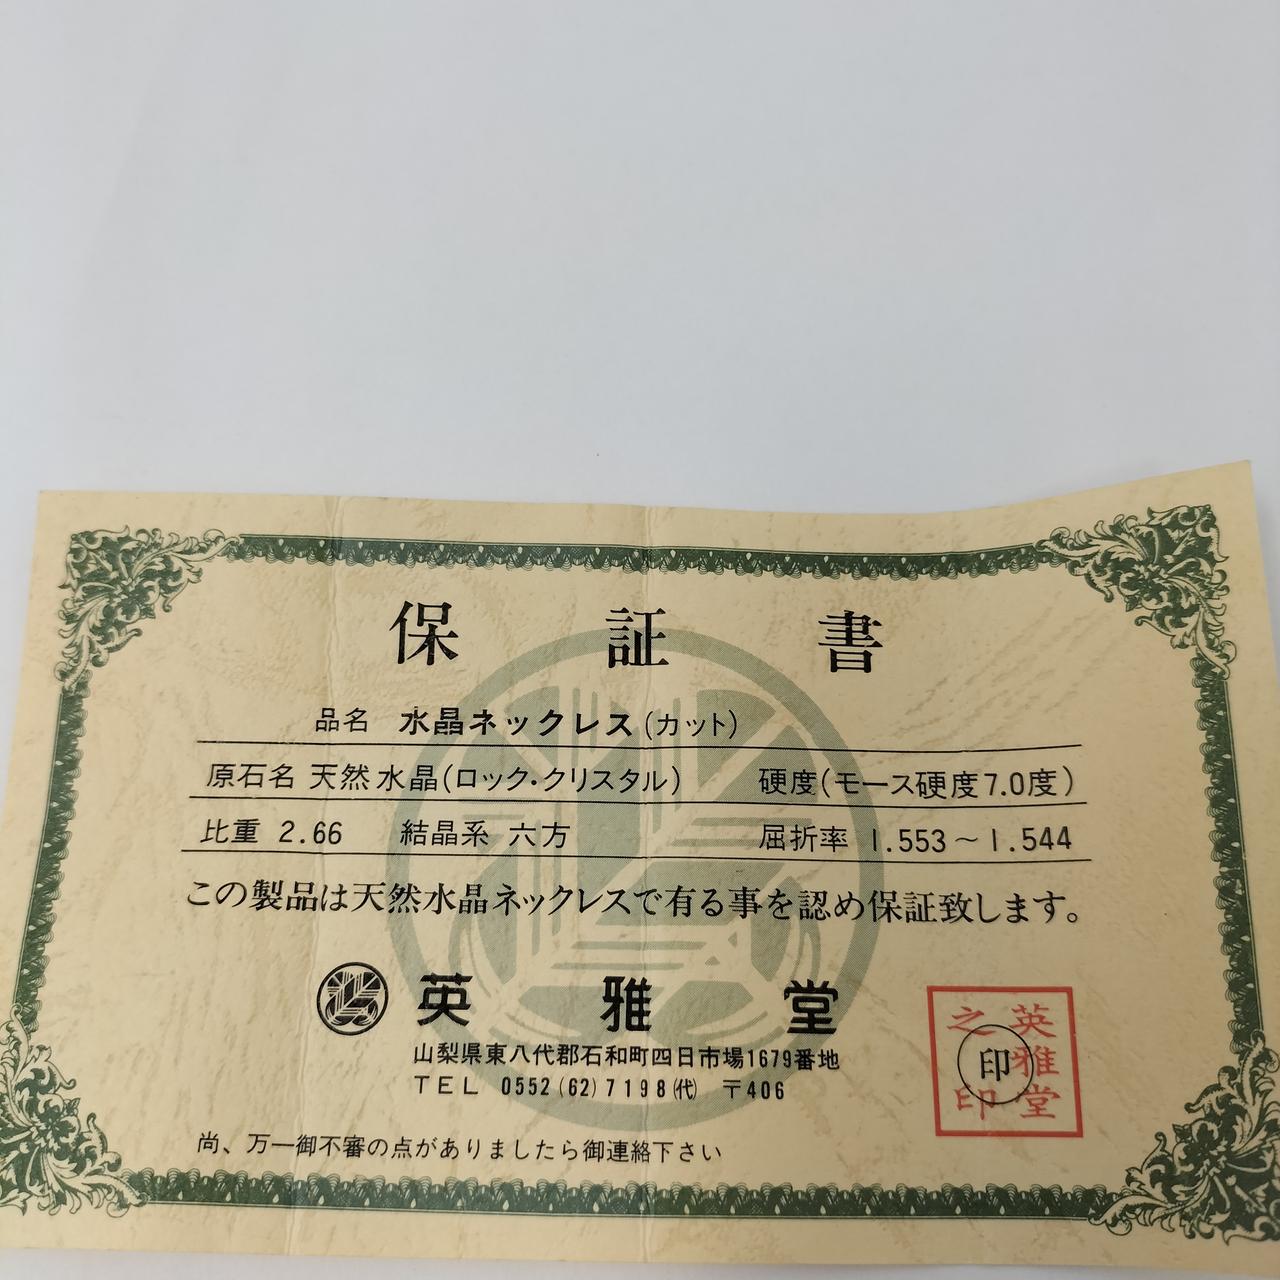 保証書
品名 水晶ネックレス(カット)
原石名 天然水晶(ロック・クリスタル) 硬度(モース硬度7.0度)
比重 2.66 結晶系 六方 屈折率 1.553～1.544
この製品は天然水晶ネックレスで有る事を認め保証致します。
英雅堂
山梨県東八代郡石和町四日市場1679番地
TEL 0552(62)7198㈹ 〒406
英雅堂之印
印
尚、万一御不審の点がありましたら御連絡下さい